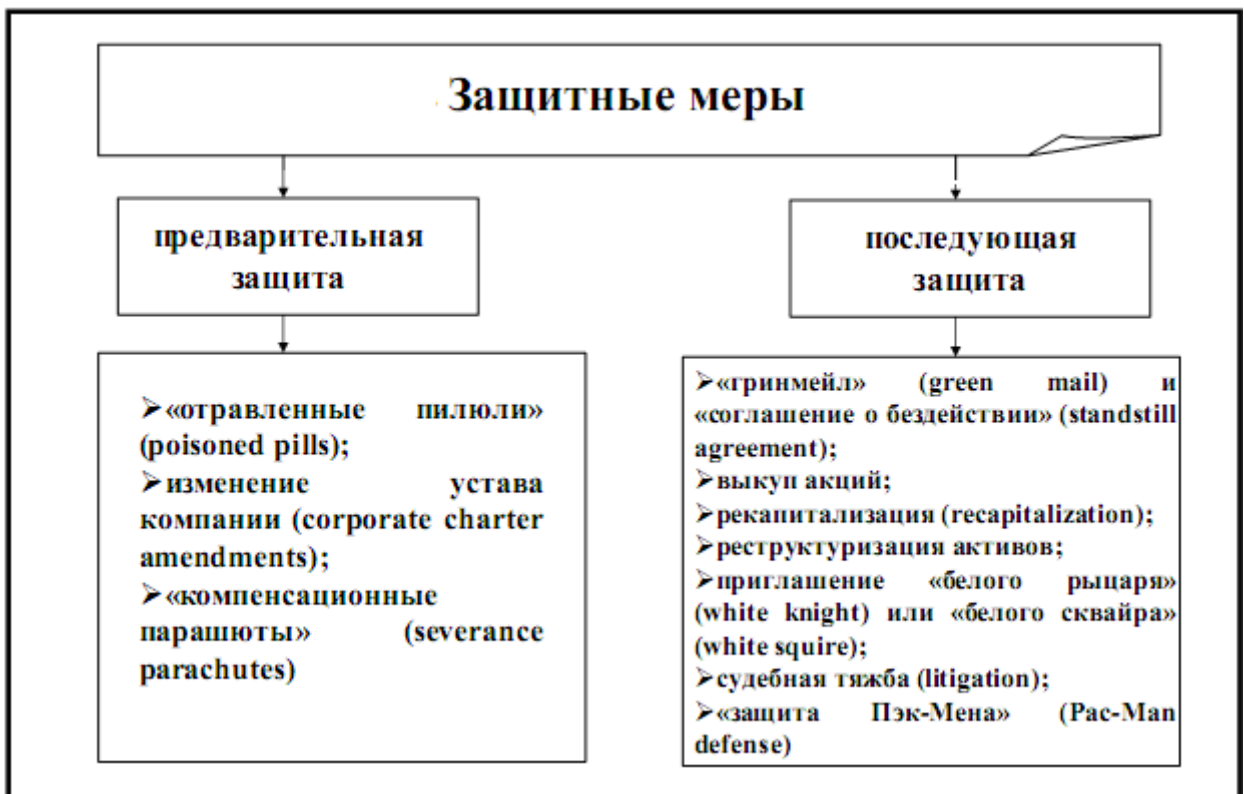 Защитные меры
предварительная
защита
последующая
защита
➢«отравленные пилюли»
(poisoned pills);
➢изменение устава
компании (corporate charter
amendments);
➢«компенсационные
парашюты» (severance
parachutes)
➢«гринмейл» (green mail) и
«соглашение о бездействии» (standstill
agreement);
➢выкуп акций;
➢рекапитализация (recapitalization);
➢реструктуризация активов;
➢приглашение «белого рыцаря»
(white knight) или «белого сквайра»
(white squire);
➢судебная тяжба (litigation);
➢«защита Пэк-Мена» (Pac-Man
defense)